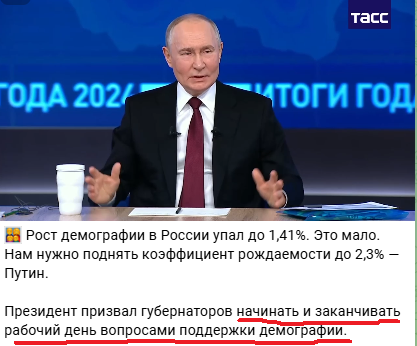 ТАСС
ГОДА 2024
ИТОГИ ГОД
Рост демографии в России упал до 1,41%. Это мало.
Нам нужно поднять коэффициент рождаемости до 2,3% —
Путин.
Президент призвал губернаторов начинать и заканчивать
рабочий день вопросами поддержки демографии.